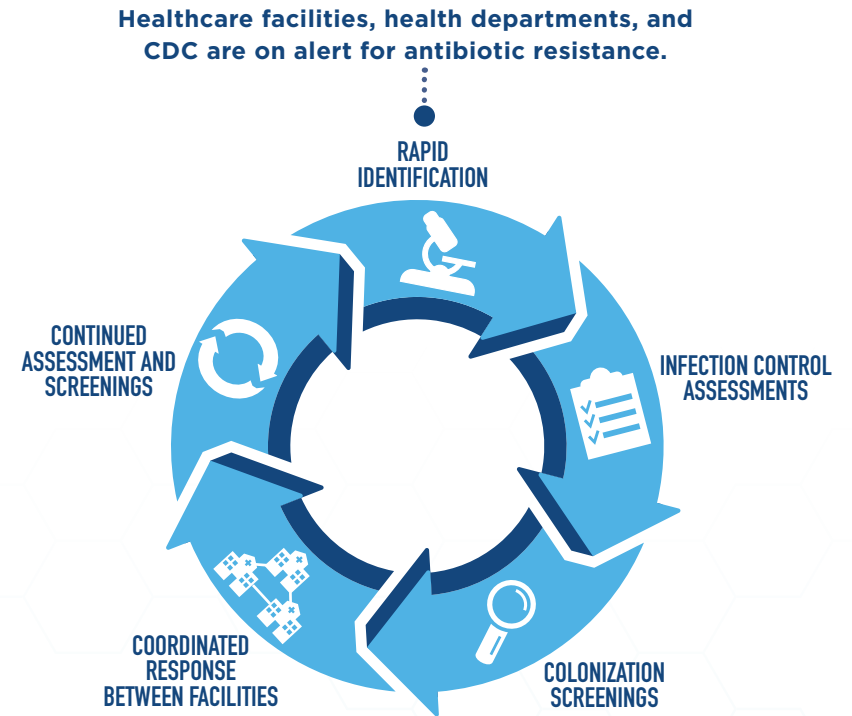 Healthcare facilities, health departments, and
CDC are on alert for antibiotic resistance.
RAPID
IDENTIFICATION
INFECTION CONTROL
ASSESSMENTS
COLONIZATION
SCREENINGS
COORDINATED
RESPONSE
BETWEEN FACILITIES
CONTINUED
ASSESSMENT AND
SCREENINGS